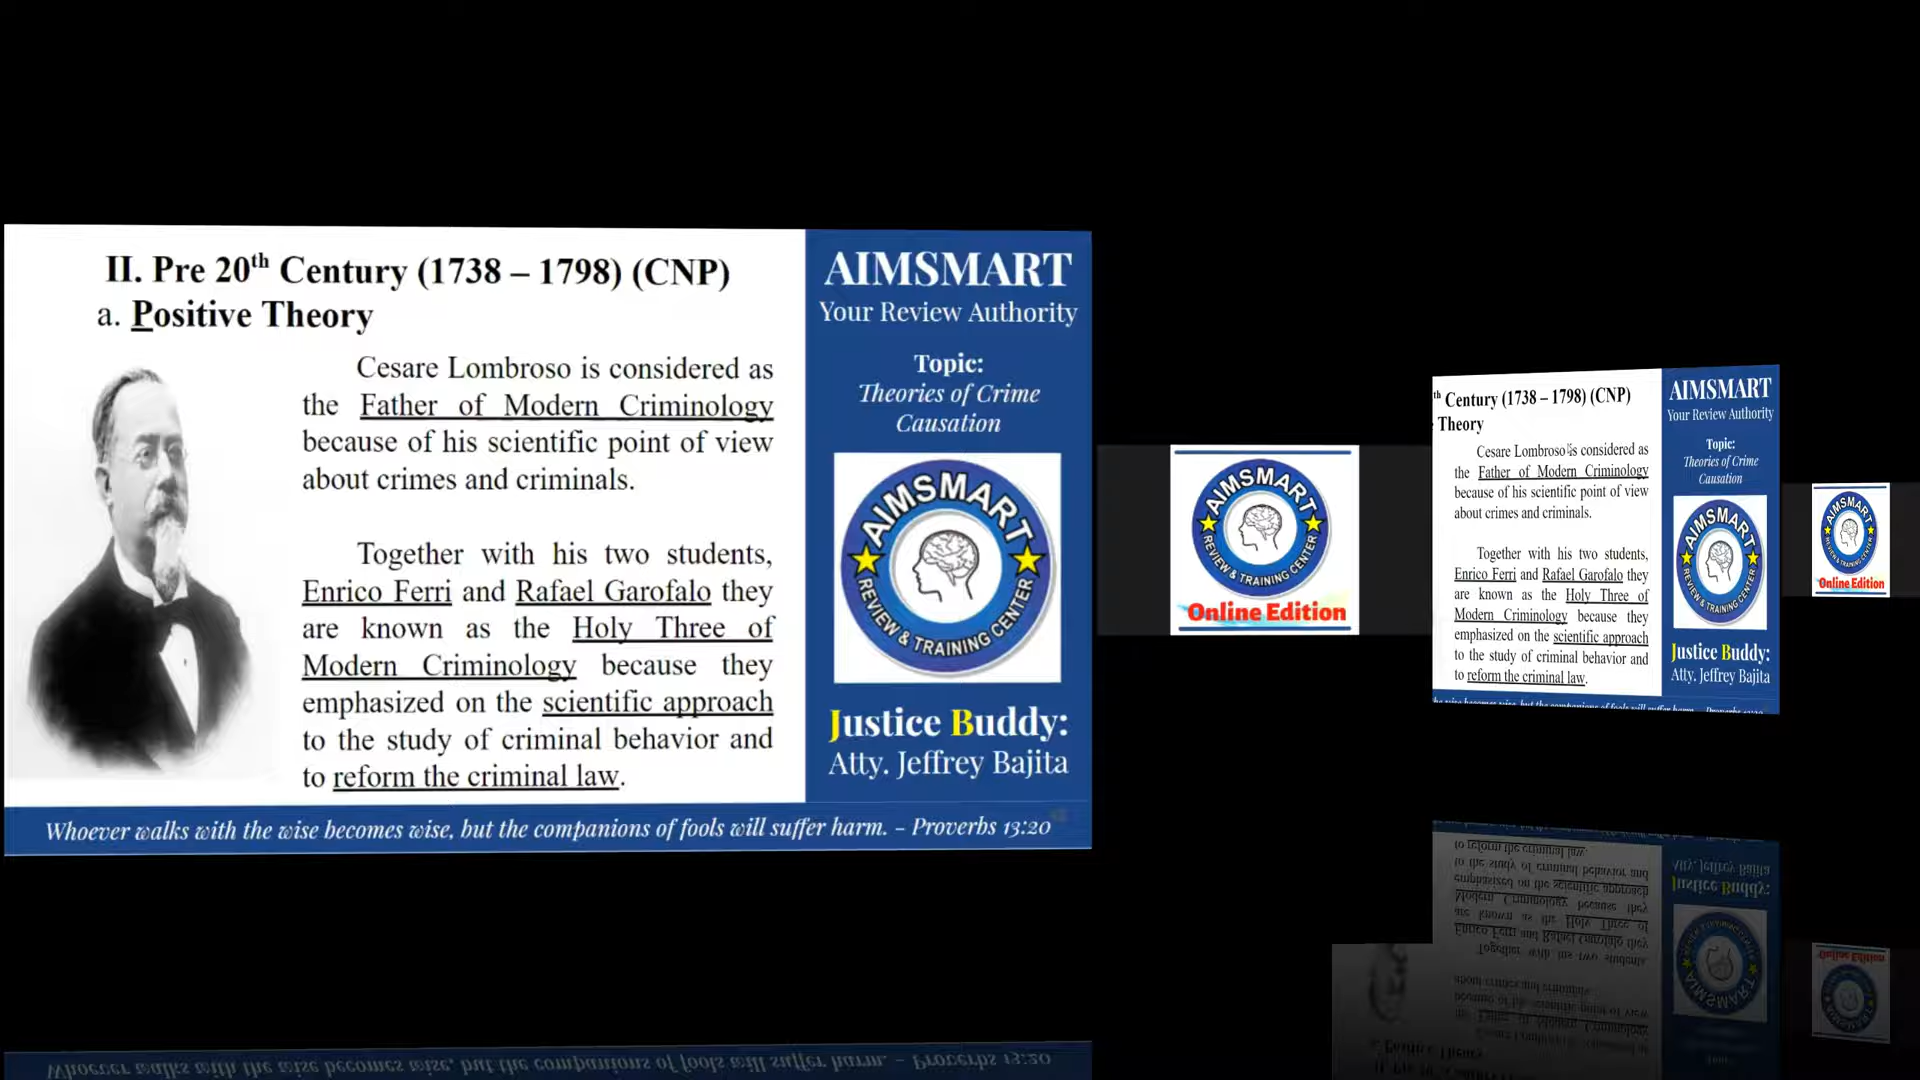 II. Pre 20th Century (1738 – 1798) (CNP)
a. Positive Theory
Cesare Lombroso is considered as
the Father of Modern Criminology
because of his scientific point of view
about crimes and criminals.
Together with his two students,
Enrico Ferri and Rafael Garofalo they
are known as the Holy Three of
Modern Criminology because they
emphasized on the scientific approach
to the study of criminal behavior and
to reform the criminal law.
AIMSMART
Your Review Authority
Topic:
Theories of Crime
Causation
AIMSMART
REVIEW & TRAINING CENTER
Justice Buddy:
Atty. Jeffrey Bajita
Whoever walks with the wise becomes wise, but the companions of fools will suffer harm. – Proverbs 13:20
AIMSMART
REVIEW & TRAINING CENTER
Online Edition
th Century (1738 – 1798) (CNP)
Theory
Cesare Lombroso is considered as
the Father of Modern Criminology
because of his scientific point of view
about crimes and criminals.
Together with his two students,
Enrico Ferri and Rafael Garofalo they
are known as the Holy Three of
Modern Criminology because they
emphasized on the scientific approach
to the study of criminal behavior and
to reform the criminal law.
AIMSMART
Your Review Authority
Topic:
Theories of Crime
Causation
AIMSMART
REVIEW & TRAINING CENTER
Justice Buddy:
Atty. Jeffrey Bajita
AIMSMART
REVIEW & TRAINING CENTER
Online Edition